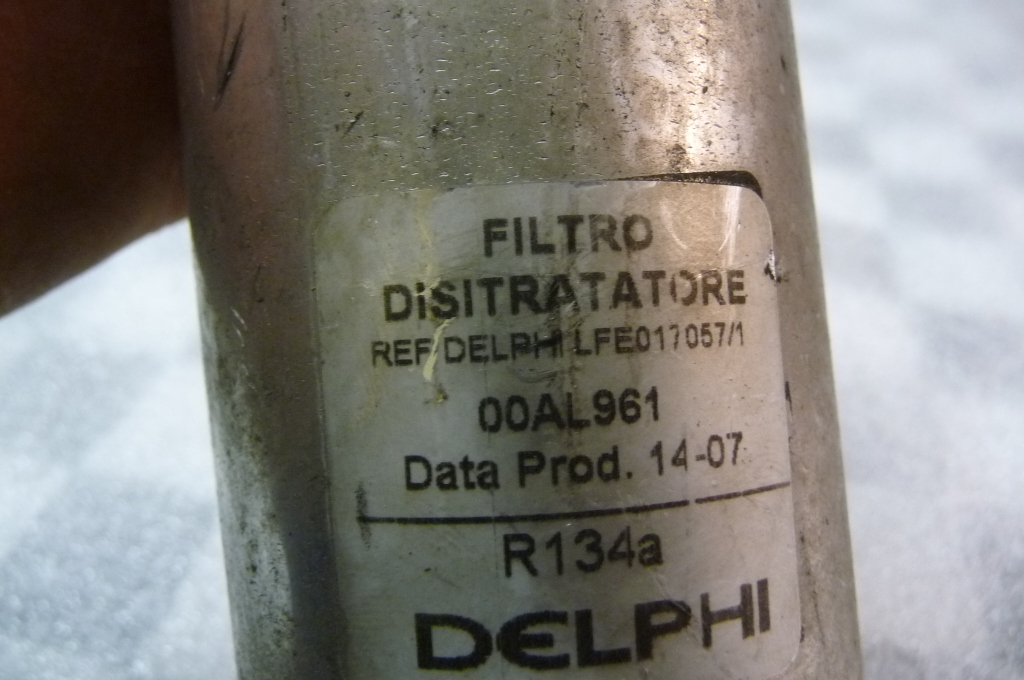 FILTRO
DiSITRATATORE
REF DELPHI LFE017057/1
00AL961
Data Prod. 14-07
R134a
DELPHI